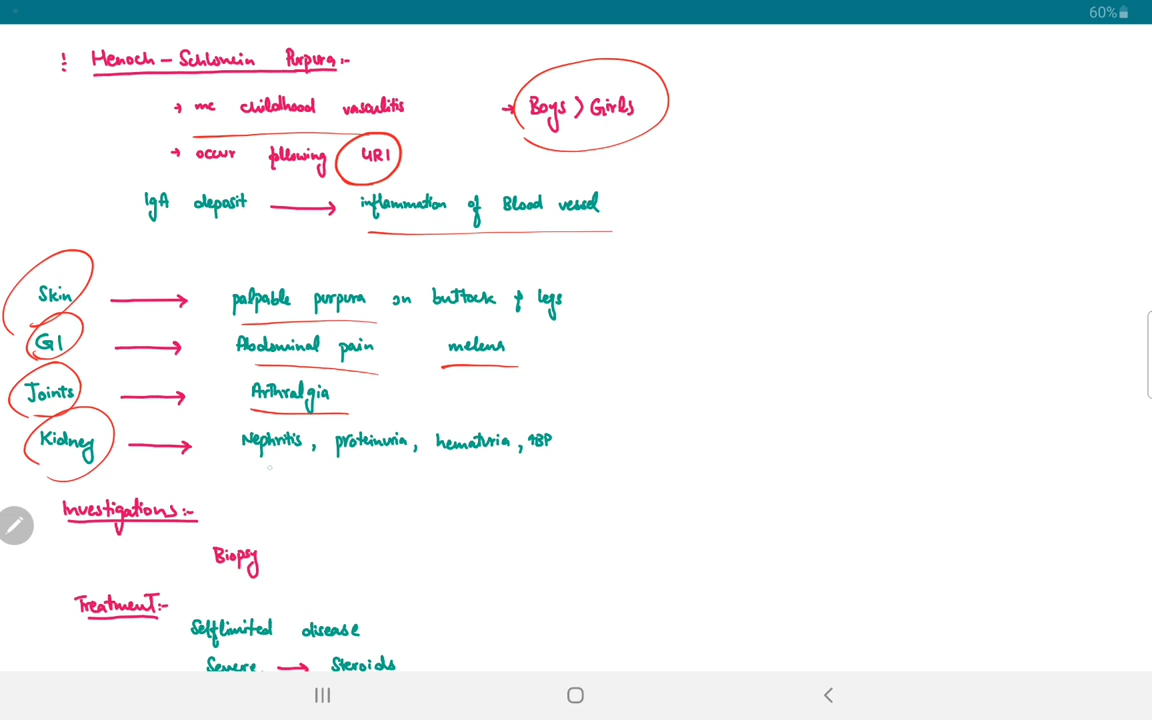 60%
! Henoch - Schlonein Purpura :-
→ mc childhood vasculitis → Boys > Girls
→ occur following URI
IgA deposit → inflammation of Blood vessel
Skin → palpable purpura on buttock & legs
GI → Abdominal pain melena
Joints → Arthralgia
Kidney → Nephritis, proteinuria, hematuria, ↑BP
Investigations :-
Biopsy
Treatment :-
Selflimited disease
Severe → Steroids